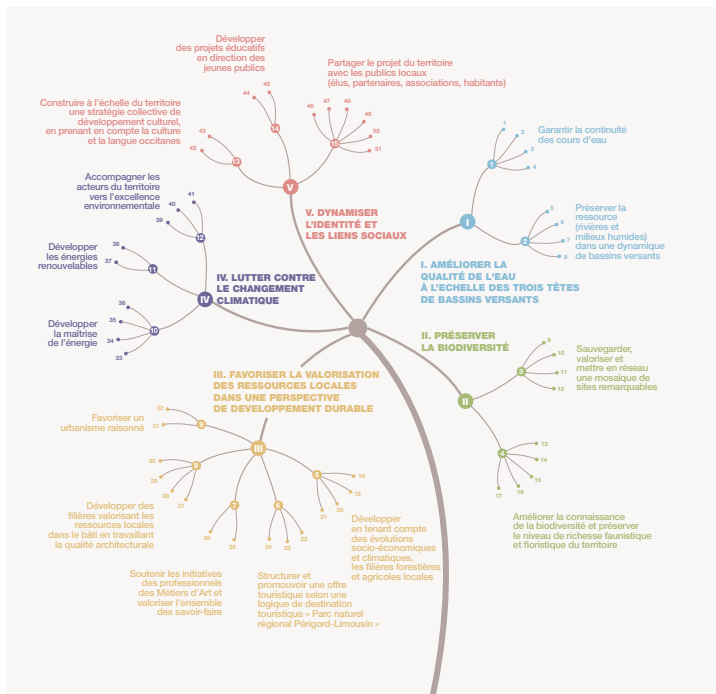 Développer
des projets éducatifs
en direction des
jeunes publics
45
44
14
Partager le projet du territoire
avec les publics locaux
(élus, partenaires, associations, habitants)
46
47
48
49
50
51
15
Construire à l'échelle du territoire
une stratégie collective de
développement culturel,
en prenant en compte la culture
et la langue occitanes
43
42
13
V
V. DYNAMISER
L'IDENTITÉ ET
LES LIENS SOCIAUX
1
2
3
4
1
Garantir la continuité
des cours d'eau
I
5
6
7
8
2
Préserver la
ressource
(rivières et
milieux humides)
dans une dynamique
de bassins versants
I. AMÉLIORER LA
QUALITÉ DE L'EAU
À L'ECHELLE DES TROIS TÊTES
DE BASSINS VERSANTS
Accompagner les
acteurs du territoire
vers l'excellence
environnementale
41
40
39
12
Développer
les énergies
renouvelables
38
37
11
IV
IV. LUTTER CONTRE
LE CHANGEMENT
CLIMATIQUE
Développer
la maîtrise
de l'énergie
36
35
34
33
10
II. PRÉSERVER
LA BIODIVERSITÉ
9
10
11
12
3
Sauvegarder,
valoriser et
mettre en réseau
une mosaïque de
sites remarquables
II
4
13
14
15
16
17
Améliorer la connaissance
de la biodiversité et préserver
le niveau de richesse faunistique
et floristique du territoire
III. FAVORISER LA VALORISATION
DES RESSOURCES LOCALES
DANS UNE PERSPECTIVE
DE DEVELOPPEMENT DURABLE
Favoriser un
urbanisme raisonné
32
31
9
III
30
29
28
27
8
Développer des
filières valorisant les
ressources locales
dans le bâti en travaillant
la qualité architecturale
7
26
25
Soutenir les initiatives
des professionnels
des Métiers d'Art et
valoriser l'ensemble
des savoir-faire
6
24
23
22
Structurer et
promouvoir une offre
touristique selon une
logique de destination
touristique « Parc naturel
régional Périgord-Limousin »
5
18
19
20
21
Développer
en tenant compte
des évolutions
socio-économiques
et climatiques,
les filières forestières
et agricoles locales